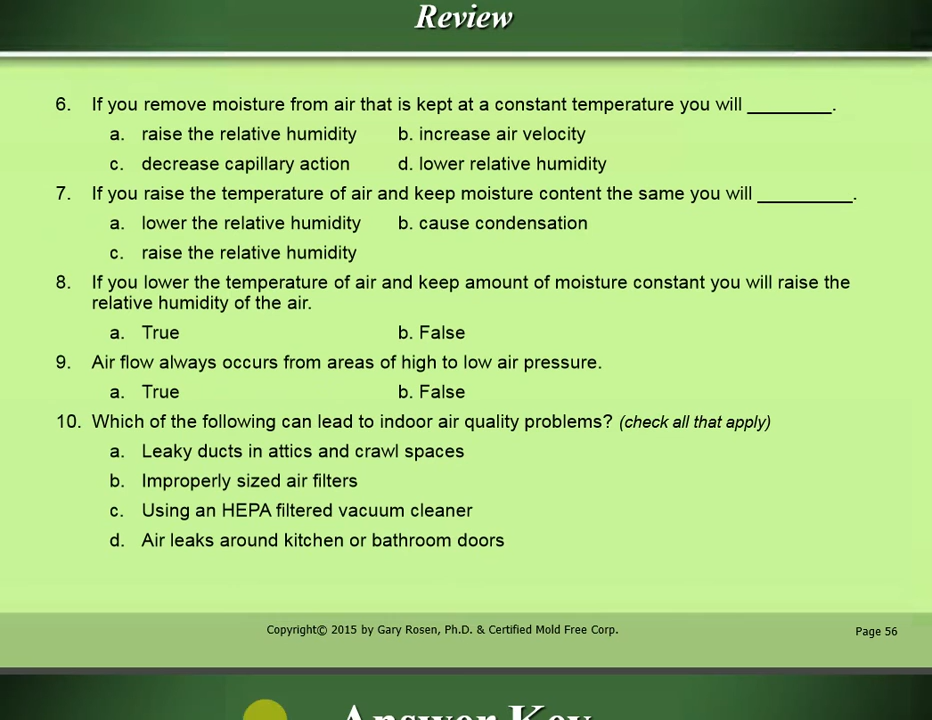 Review
6. If you remove moisture from air that is kept at a constant temperature you will ________.
a. raise the relative humidity b. increase air velocity
c. decrease capillary action d. lower relative humidity
7. If you raise the temperature of air and keep moisture content the same you will _________.
a. lower the relative humidity b. cause condensation
c. raise the relative humidity
8. If you lower the temperature of air and keep amount of moisture constant you will raise the
relative humidity of the air.
a. True b. False
9. Air flow always occurs from areas of high to low air pressure.
a. True b. False
10. Which of the following can lead to indoor air quality problems? (check all that apply)
a. Leaky ducts in attics and crawl spaces
b. Improperly sized air filters
c. Using an HEPA filtered vacuum cleaner
d. Air leaks around kitchen or bathroom doors
Copyright© 2015 by Gary Rosen, Ph.D. & Certified Mold Free Corp. Page 56
Answer Key